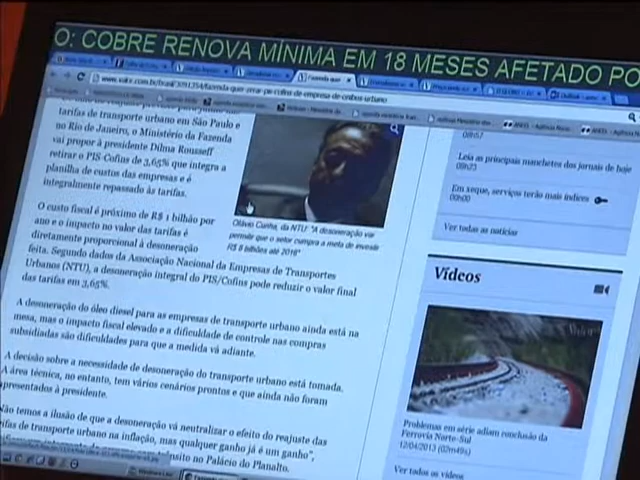 O: COBRE RENOVA MÍNIMA EM 18 MESES AFETADO PO
tarifas de transporte urbano em São Paulo e
no Rio de Janeiro, o Ministério da Fazenda
vai propor à presidente Dilma Rousseff
retirar o PIS-Cofins de 3,65% que integra a
planilha de custos das empresas e é
integralmente repassado às tarifas.
O custo fiscal é próximo de R$ 1 bilhão por
ano e o impacto no valor das tarifas é
diretamente proporcional à desoneração
feita. Segundo dados da Associação Nacional da Empresas de Transportes
Urbanos (NTU), a desoneração integral do PIS/Cofins pode reduzir o valor final
das tarifas em 3,65%.
A desoneração do óleo diesel para as empresas de transporte urbano ainda está na
mesa, mas o impacto fiscal elevado e a dificuldade de controle nas compras
subsidiadas são dificuldades para que a medida vá adiante.
A decisão sobre a necessidade de desoneração do transporte urbano está tomada.
A área técnica, no entanto, tem vários cenários prontos e que ainda não foram
apresentados à presidente.
Não temos a ilusão de que a desoneração vá neutralizar o efeito do reajuste das
rifas de transporte urbano na inflação, mas qualquer ganho já é um ganho",
no Palácio do Planalto.
Otávio Cunha, da NTU: "A desoneração vai
permitir que o setor cumpra a meta de investir
R$ 8 bilhões até 2016"
08h57
Leia as principais manchetes dos jornais de hoje
08h23
Em xeque, serviços terão mais índices
00h00
Ver todas as notícias
Vídeos
Problemas em série adiam conclusão da
Ferrovia Norte-Sul
12/04/2013 (02m49s)
Ver todos os vídeos